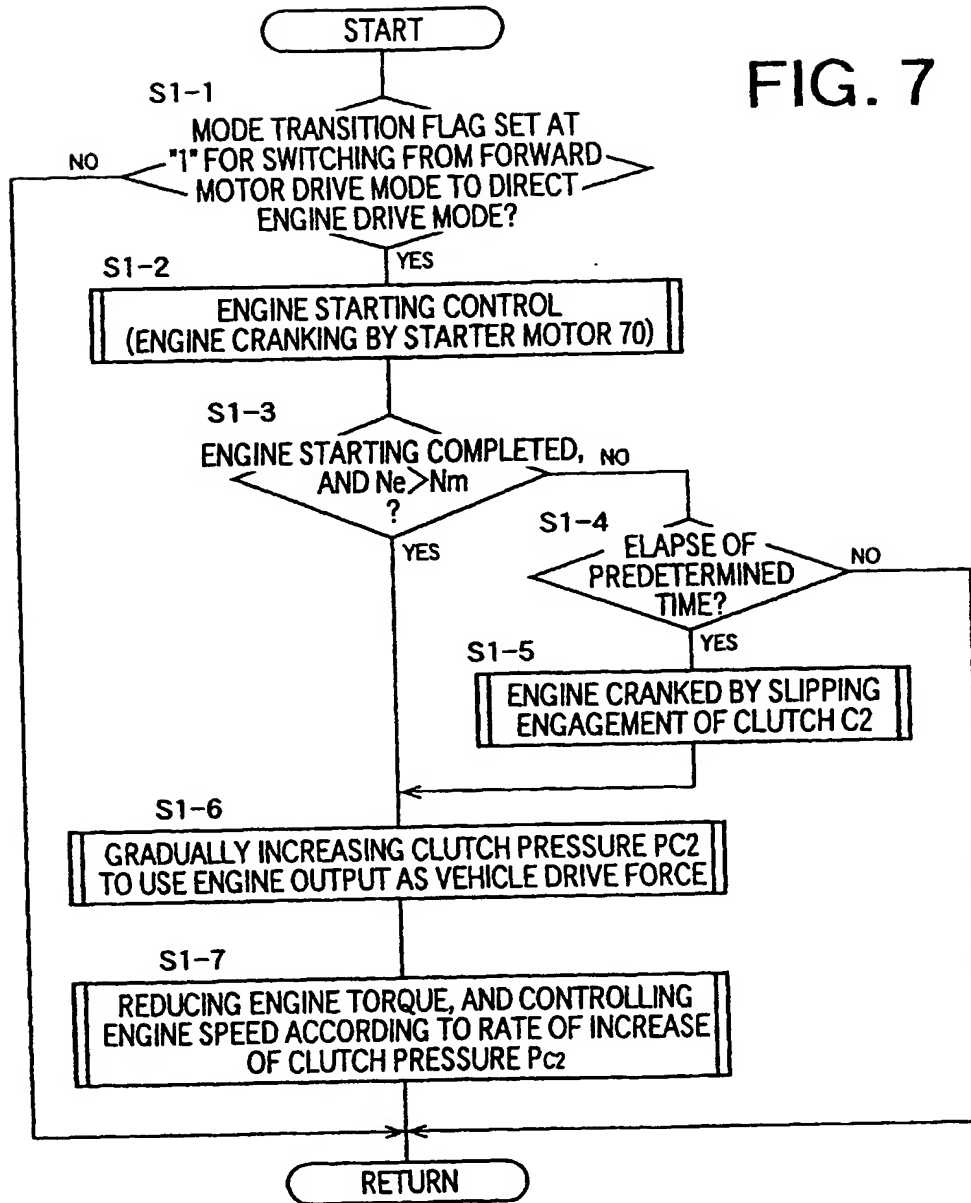 START
FIG. 7
S1-1
MODE TRANSITION FLAG SET AT
"1" FOR SWITCHING FROM FORWARD
MOTOR DRIVE MODE TO DIRECT
ENGINE DRIVE MODE?
NO
YES
S1-2
ENGINE STARTING CONTROL
(ENGINE CRANKING BY STARTER MOTOR 70)
S1-3
ENGINE STARTING COMPLETED,
AND Ne>Nm
?
NO
YES
S1-4
ELAPSE OF
PREDETERMINED
TIME?
NO
YES
S1-5
ENGINE CRANKED BY SLIPPING
ENGAGEMENT OF CLUTCH C2
S1-6
GRADUALLY INCREASING CLUTCH PRESSURE PC2
TO USE ENGINE OUTPUT AS VEHICLE DRIVE FORCE
S1-7
REDUCING ENGINE TORQUE, AND CONTROLLING
ENGINE SPEED ACCORDING TO RATE OF INCREASE
OF CLUTCH PRESSURE Pc2
RETURN